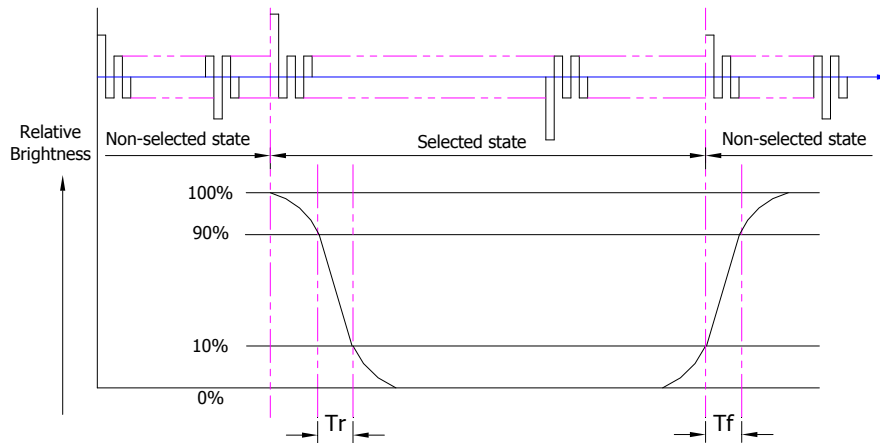 Relative
Brightness
Non-selected state
Selected state
Non-selected state
100%
90%
10%
0%
Tr
Tf